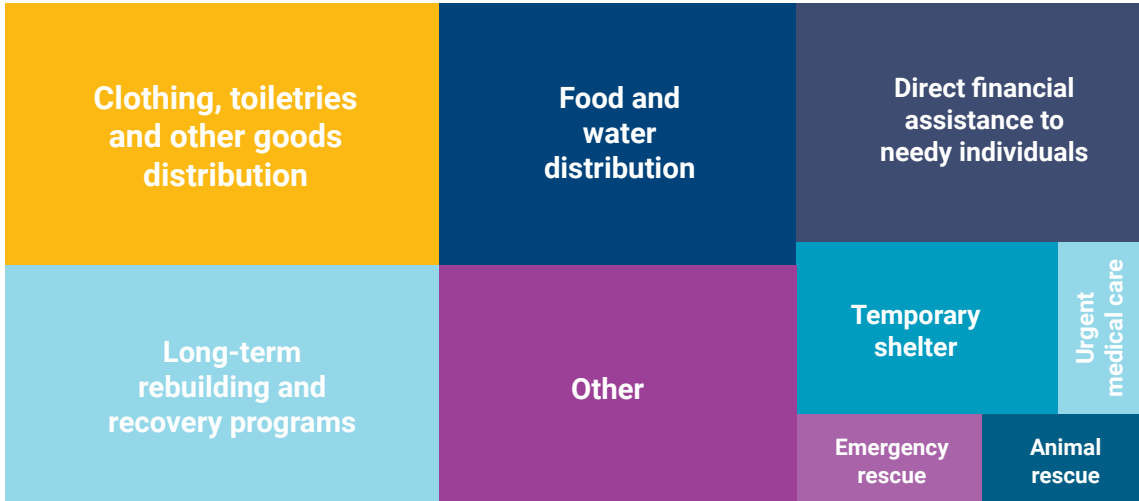 Clothing, toiletries
and other goods
distribution
Food and
water
distribution
Direct financial
assistance to
needy individuals
Long-term
rebuilding and
recovery programs
Other
Temporary
shelter
Urgent
medical care
Emergency
rescue
Animal
rescue